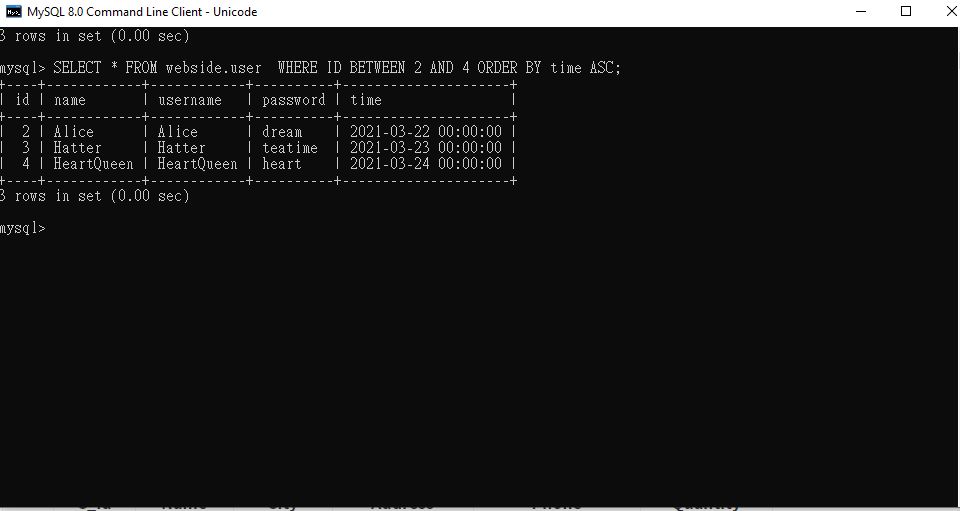 MySQL 8.0 Command Line Client - Unicode
3 rows in set (0.00 sec)
mysql> SELECT * FROM webside.user  WHERE ID BETWEEN 2 AND 4 ORDER BY time ASC;
+----+------------+------------+----------+---------------------+
| id | name       | username   | password | time                |
+----+------------+------------+----------+---------------------+
|  2 | Alice      | Alice      | dream    | 2021-03-22 00:00:00 |
|  3 | Hatter     | Hatter     | teatime  | 2021-03-23 00:00:00 |
|  4 | HeartQueen | HeartQueen | heart    | 2021-03-24 00:00:00 |
+----+------------+------------+----------+---------------------+
3 rows in set (0.00 sec)
mysql>